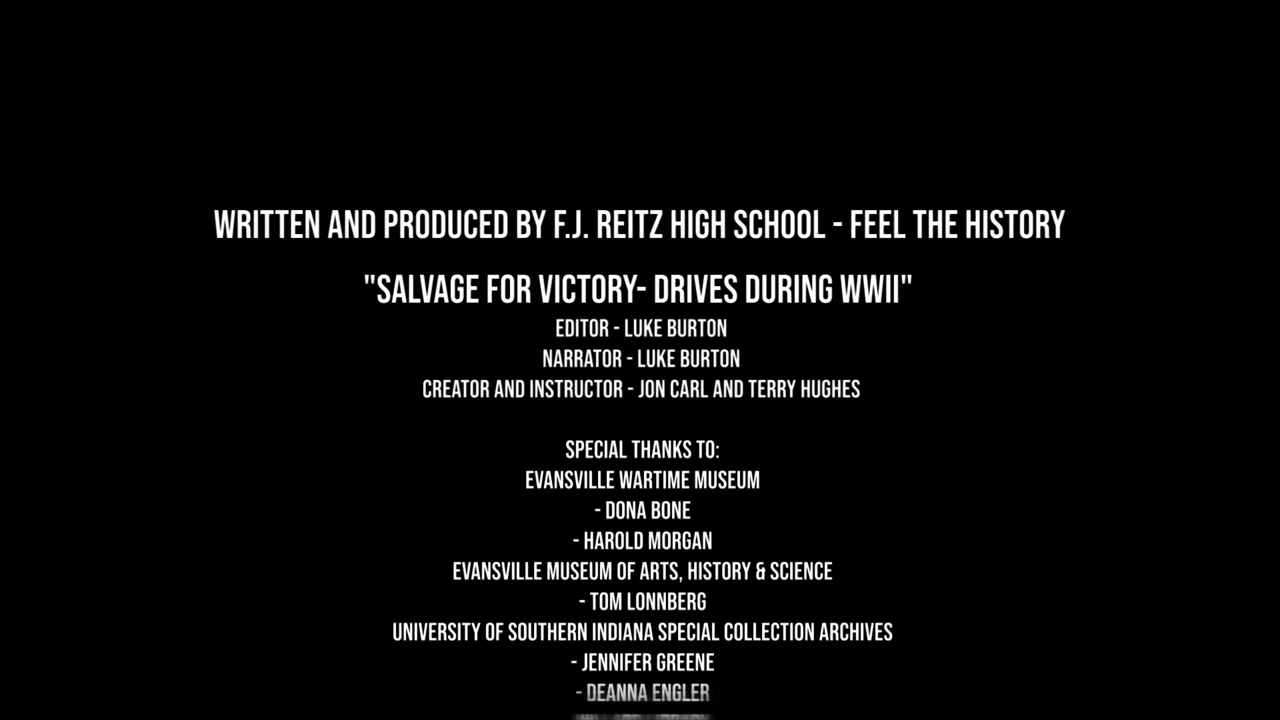 WRITTEN AND PRODUCED BY F.J. REITZ HIGH SCHOOL - FEEL THE HISTORY
"SALVAGE FOR VICTORY- DRIVES DURING WWII"
EDITOR - LUKE BURTON
NARRATOR - LUKE BURTON
CREATOR AND INSTRUCTOR - JON CARL AND TERRY HUGHES
SPECIAL THANKS TO:
EVANSVILLE WARTIME MUSEUM
- DONA BONE
- HAROLD MORGAN
EVANSVILLE MUSEUM OF ARTS, HISTORY & SCIENCE
- TOM LONNBERG
UNIVERSITY OF SOUTHERN INDIANA SPECIAL COLLECTION ARCHIVES
- JENNIFER GREENE
- DEANNA ENGLER